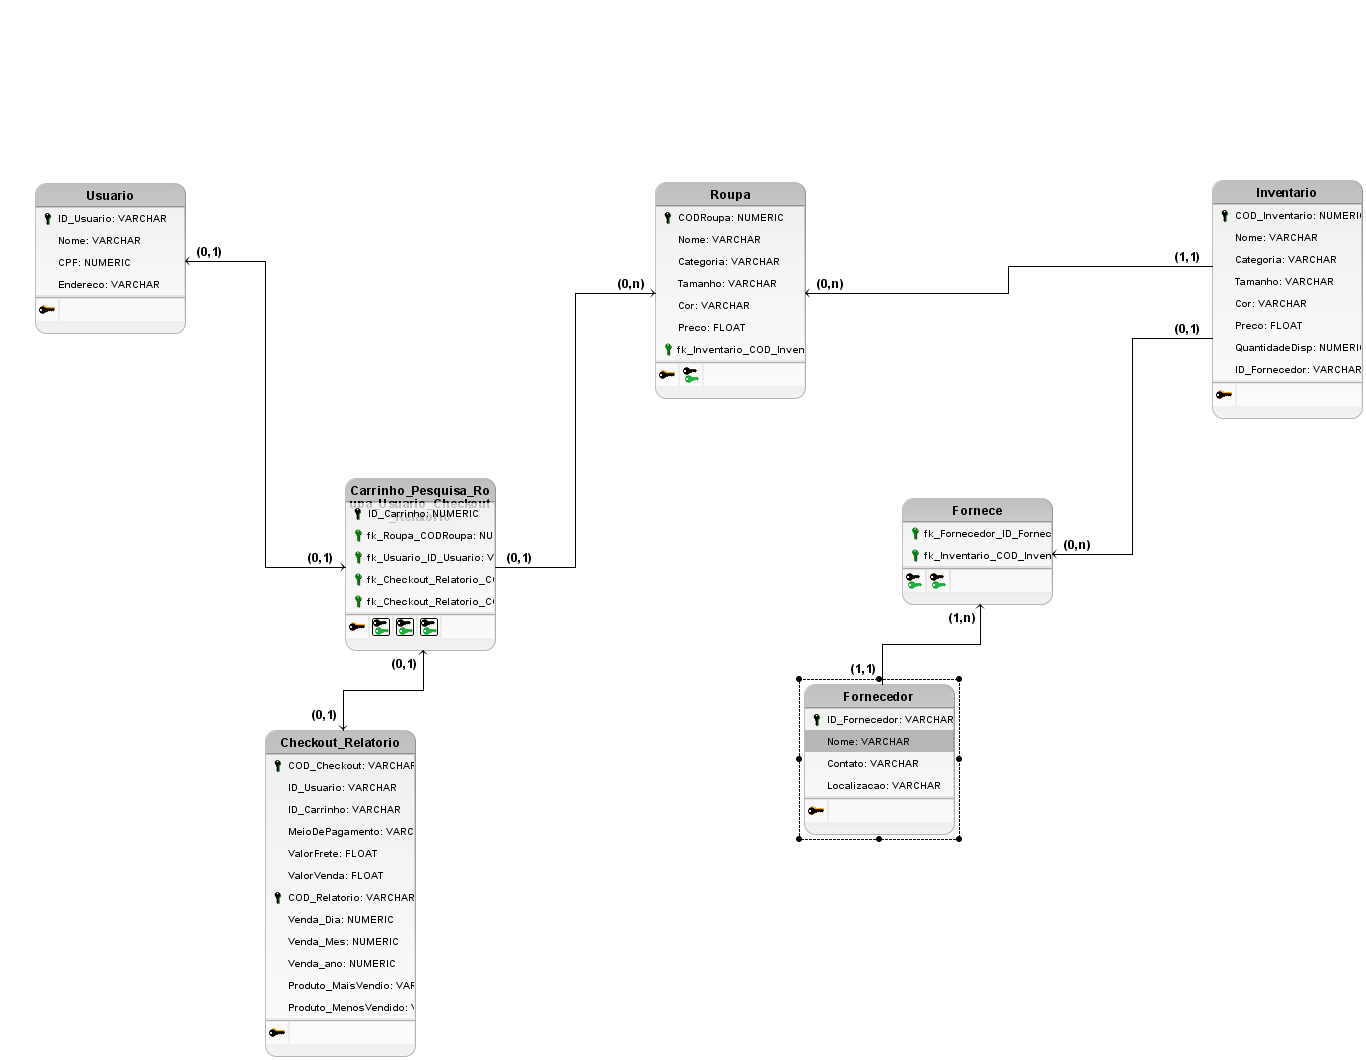 Usuario
ID_Usuario: VARCHAR
Nome: VARCHAR
CPF: NUMERIC
Endereco: VARCHAR
(0,1)
(0,1)
Roupa
CODRoupa: NUMERIC
Nome: VARCHAR
Categoria: VARCHAR
Tamanho: VARCHAR
Cor: VARCHAR
Preco: FLOAT
fk_Inventario_COD_Inven
(0,n)
(0,n)
Inventario
COD_Inventario: NUMERI
Nome: VARCHAR
Categoria: VARCHAR
Tamanho: VARCHAR
Cor: VARCHAR
Preco: FLOAT
QuantidadeDisp: NUMERI
ID_Fornecedor: VARCHAR
(1,1)
(0,1)
Carrinho_Pesquisa_Ro
upa_Usuario_Checkout
_Relatorio
ID_Carrinho: NUMERIC
fk_Roupa_CODRoupa: NU
fk_Usuario_ID_Usuario: V
fk_Checkout_Relatorio_C
fk_Checkout_Relatorio_C
(0,1)
(0,1)
(0,1)
Fornece
fk_Fornecedor_ID_Fornec
fk_Inventario_COD_Inven
(0,n)
(1,n)
(1,1)
Fornecedor
ID_Fornecedor: VARCHAR
Nome: VARCHAR
Contato: VARCHAR
Localizacao: VARCHAR
Checkout_Relatorio
COD_Checkout: VARCHAR
ID_Usuario: VARCHAR
ID_Carrinho: VARCHAR
MeioDePagamento: VARC
ValorFrete: FLOAT
ValorVenda: FLOAT
COD_Relatorio: VARCHAR
Venda_Dia: NUMERIC
Venda_Mes: NUMERIC
Venda_ano: NUMERIC
Produto_MaisVendio: VAR
Produto_MenosVendido: V